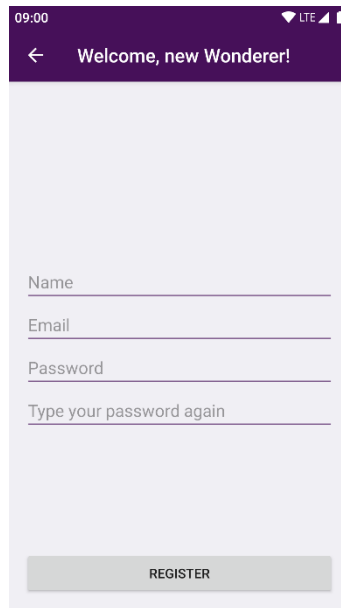 09:00 LTE
Welcome, new Wonderer!
Name
Email
Password
Type your password again
REGISTER